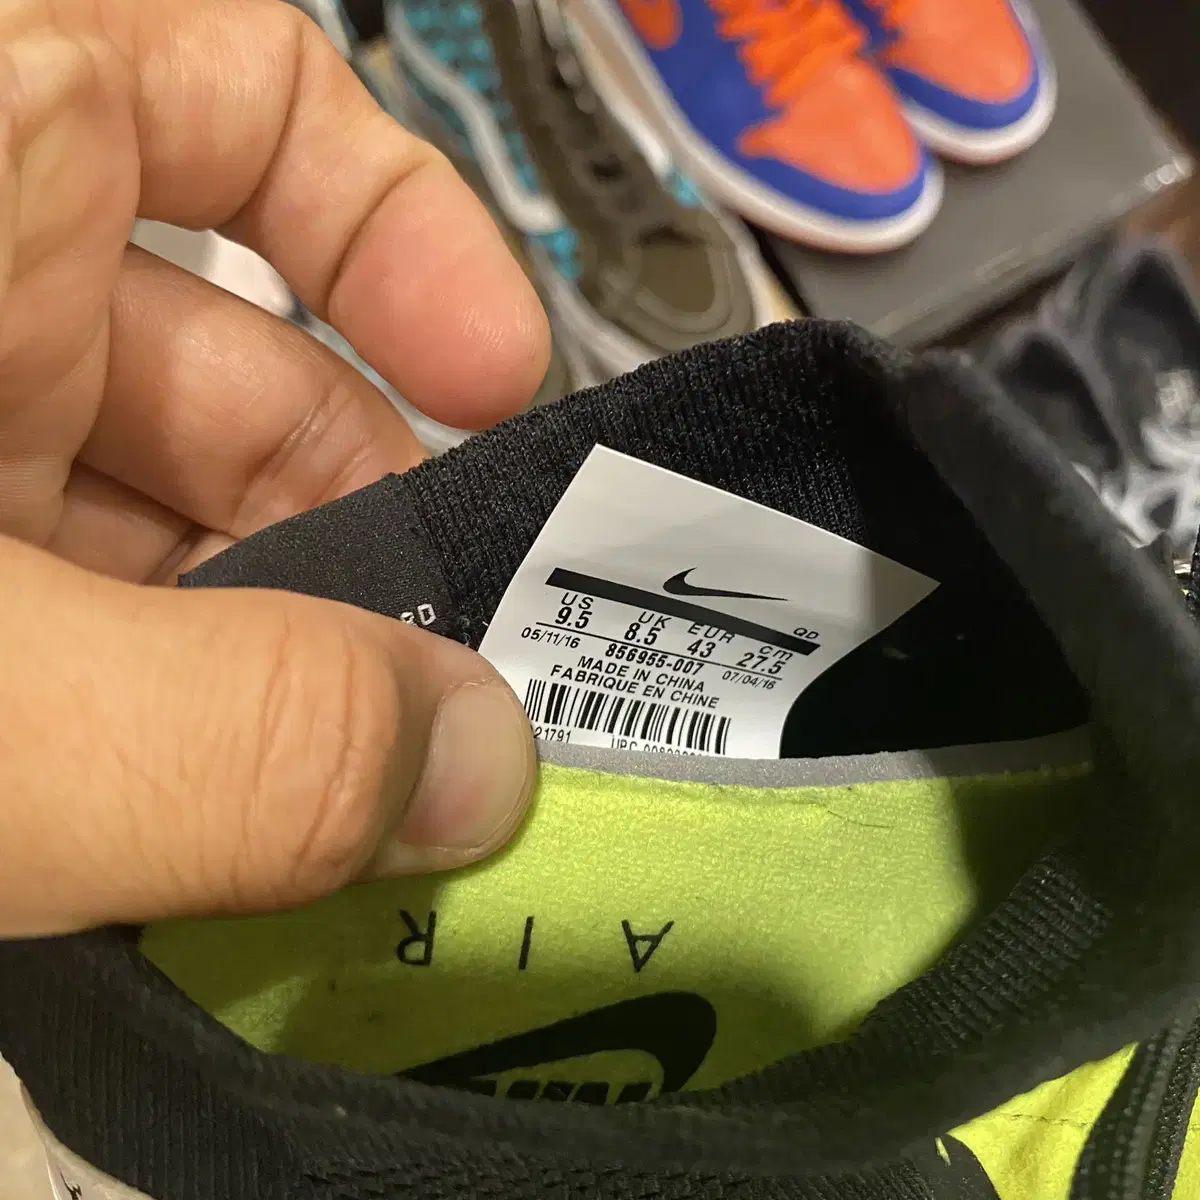 QD
US UK EUR cm
9.5 8.5 43 27.5
05/11/16 856955-007 07/04/16
MADE IN CHINA
FABRIQUE EN CHINE
21791
AIR